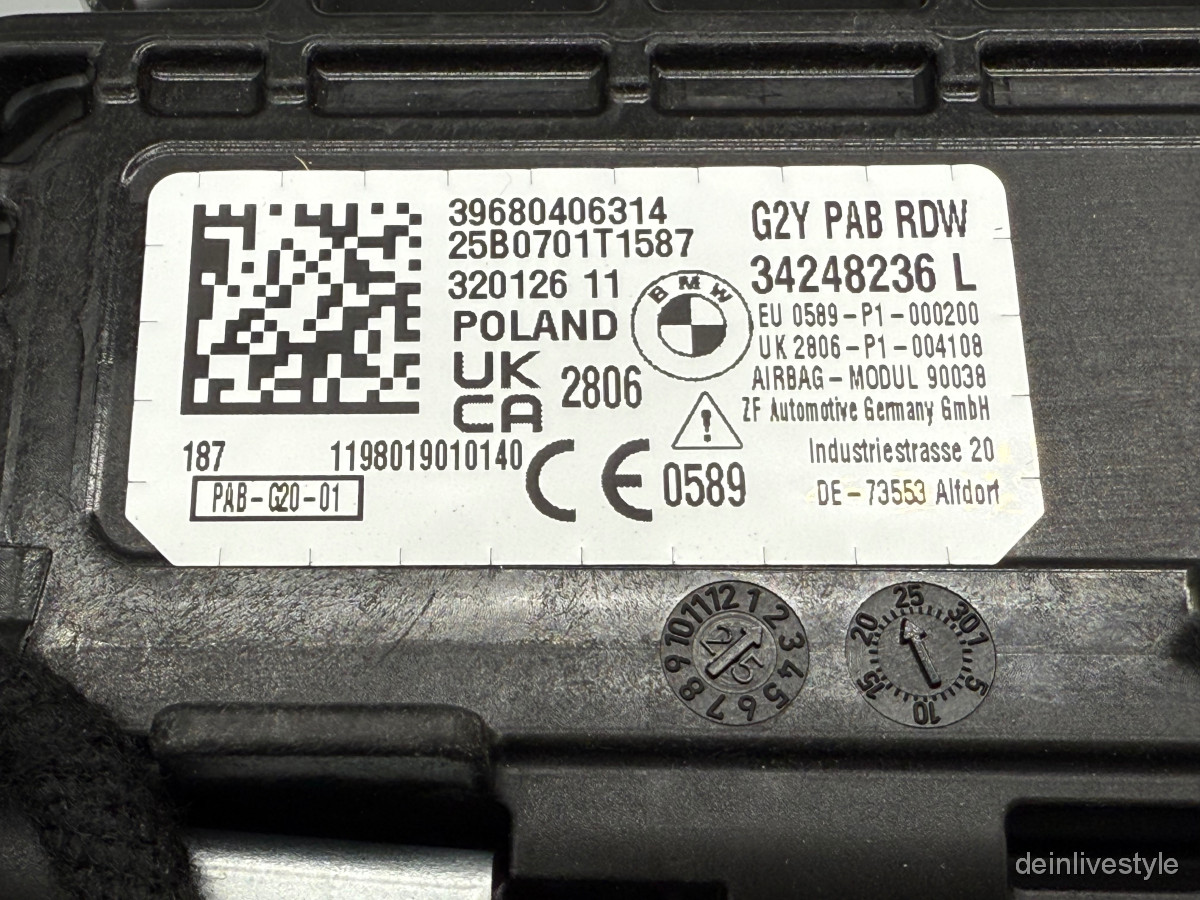 39680406314
25B0701T1587
320126 11
POLAND
UK
CA
2806
BMW
G2Y PAB RDW
34248236 L
EU 0589-P1-000200
UK 2806-P1-004108
AIRBAG-MODUL 90038
ZF Automotive Germany GmbH
Industriestrasse 20
DE-73553 Alfdorf
187
1198019010140
PAB-G20-01
CE 0589
1 2 3 4 5 6 7 8 9 10 11 12
25
1 5 10 15 20 25 30
deinlivestyle